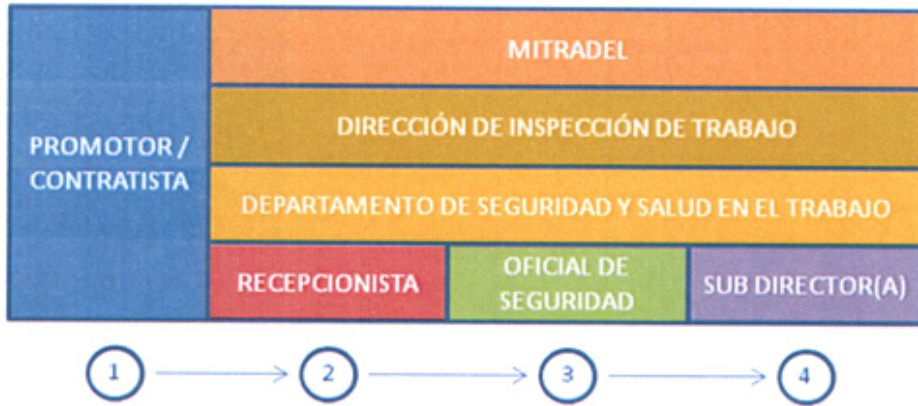 MITRADEL
DIRECCIÓN DE INSPECCIÓN DE TRABAJO
PROMOTOR /
CONTRATISTA
DEPARTAMENTO DE SEGURIDAD Y SALUD EN EL TRABAJO
RECEPCIONISTA
OFICIAL DE
SEGURIDAD
SUB DIRECTOR(A)
1
2
3
4